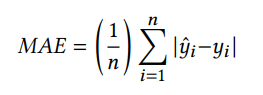 MAE = (1/n) ∑_{i=1}^{n} |ŷ_i − y_i|